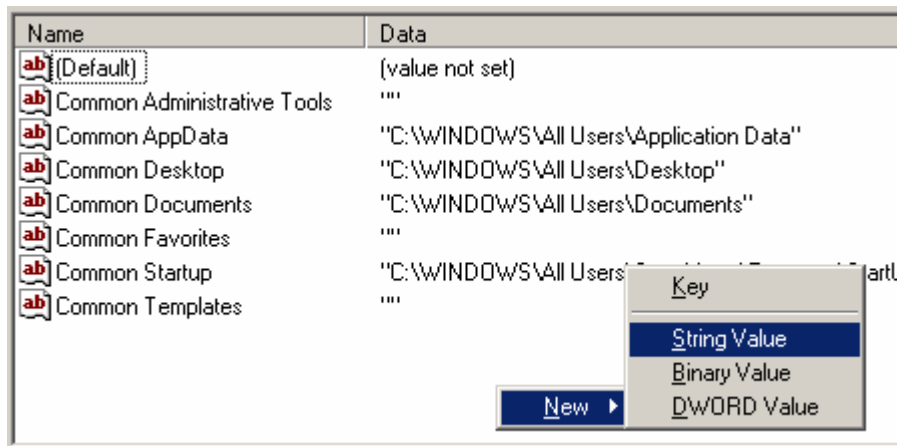 Name Data
(Default) (value not set)
Common Administrative Tools ""
Common AppData "C:\WINDOWS\All Users\Application Data"
Common Desktop "C:\WINDOWS\All Users\Desktop"
Common Documents "C:\WINDOWS\All Users\Documents"
Common Favorites ""
Common Startup "C:\WINDOWS\All Users
Common Templates ""
Key
String Value
Binary Value
New DWORD Value